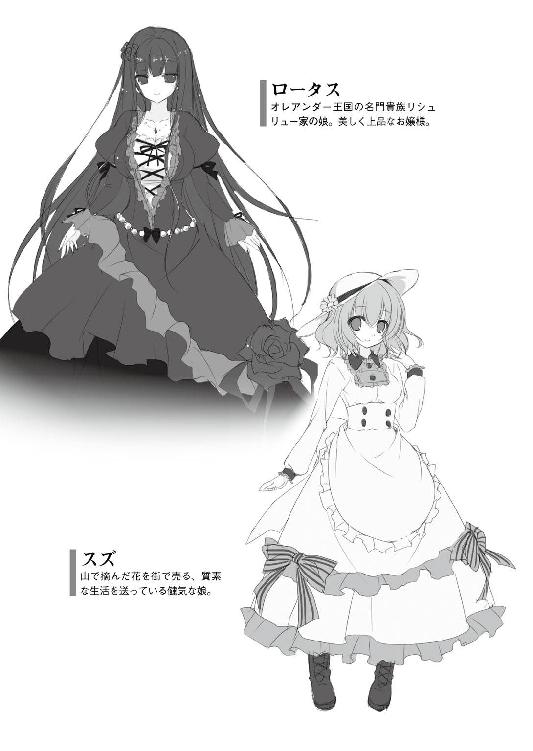 ロータス
オレアンダー王国の名門貴族リシュ
リュー家の娘。美しく上品なお嬢様。
スズ
山で摘んだ花を街で売る、質素
な生活を送っている健気な娘。